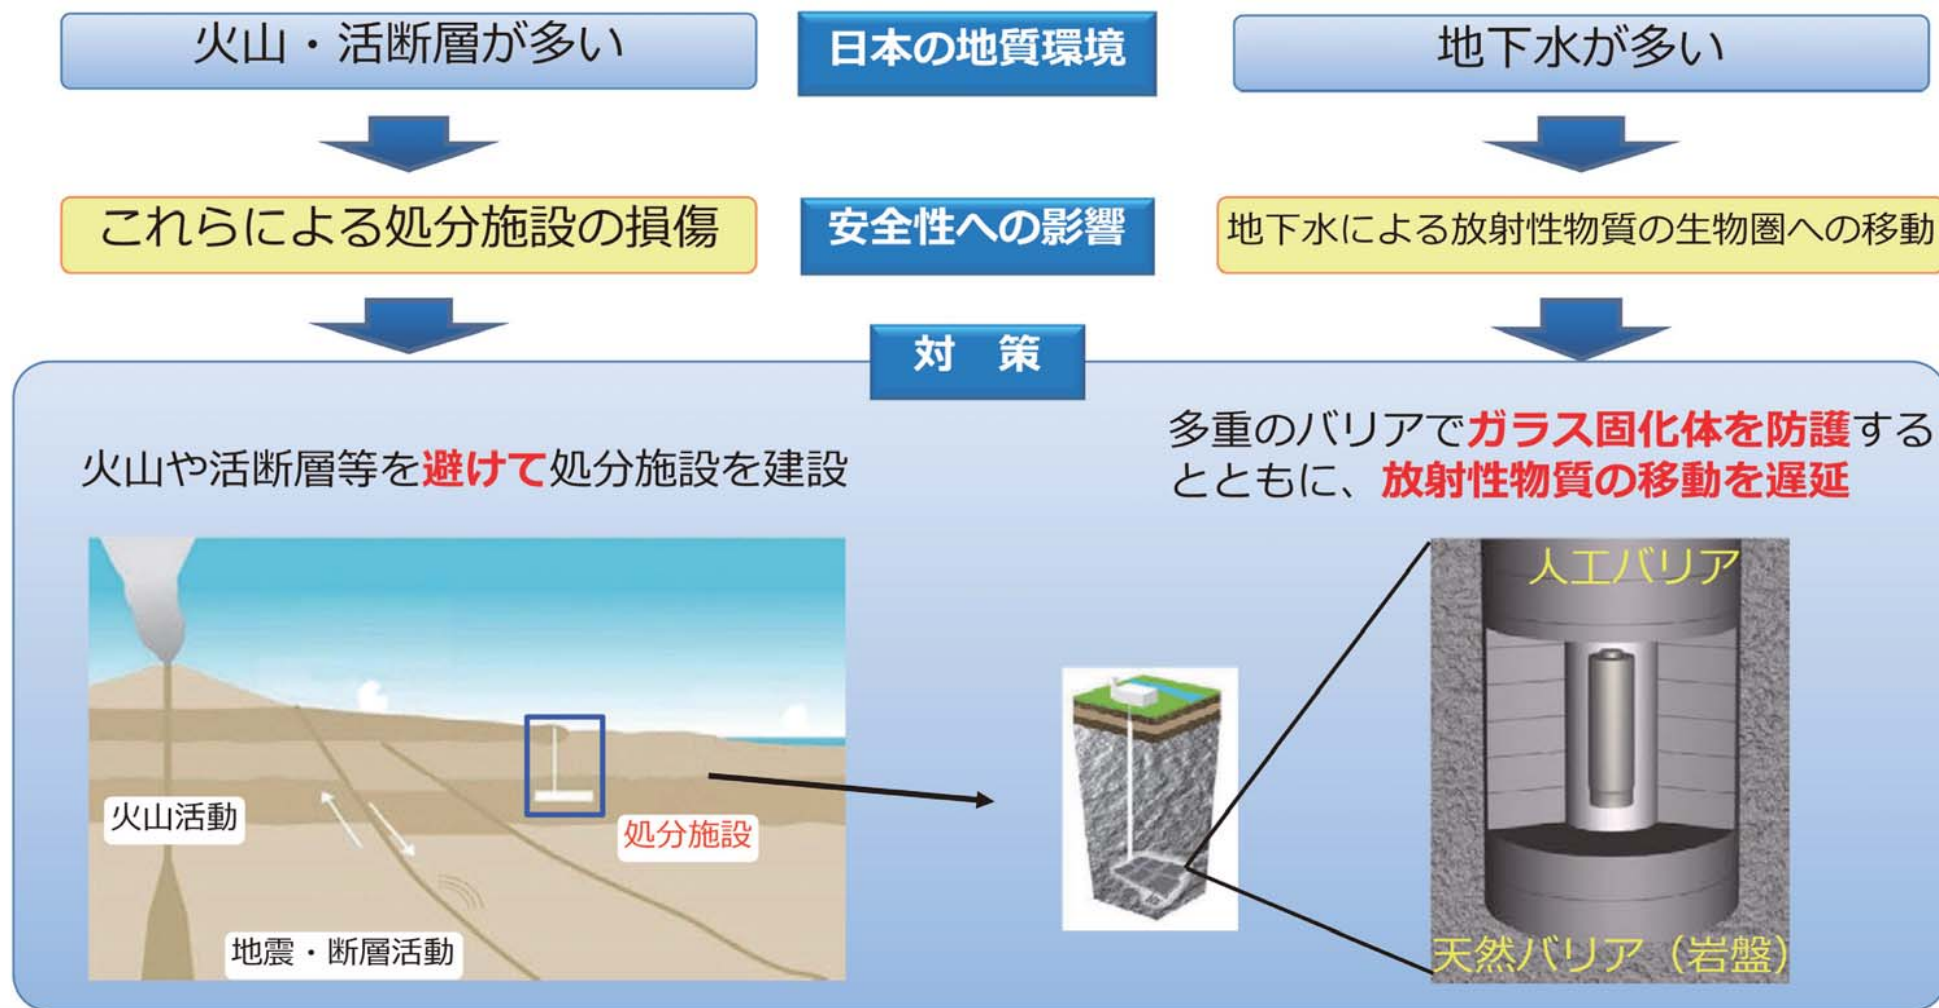 火山・活断層が多い
日本の地質環境
地下水が多い
これらによる処分施設の損傷
安全性への影響
地下水による放射性物質の生物圏への移動
対　策
火山や活断層等を避けて処分施設を建設
多重のバリアでガラス固化体を防護する
とともに、放射性物質の移動を遅延
火山活動
処分施設
地震・断層活動
人工バリア
天然バリア（岩盤）